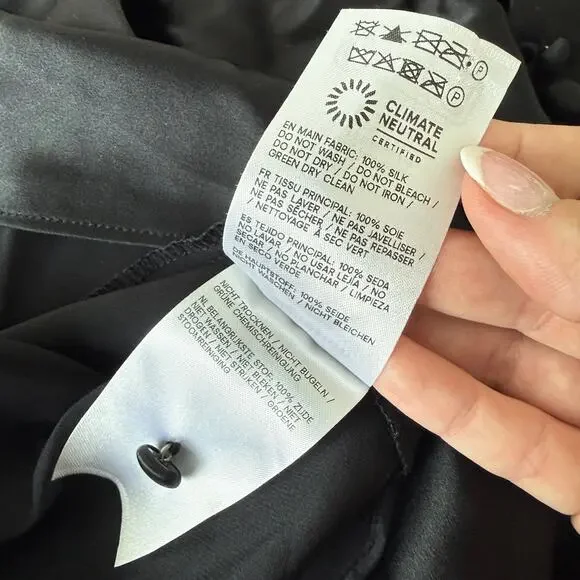 P
P
CLIMATE
NEUTRAL
CERTIFIED
EN MAIN FABRIC: 100% SILK
DO NOT WASH / DO NOT BLEACH /
DO NOT DRY / DO NOT IRON /
GREEN DRY CLEAN
FR TISSU PRINCIPAL: 100% SOIE
NE PAS LAVER / NE PAS JAVELLISER /
NE PAS SÉCHER / NE PAS REPASSER
/ NETTOYAGE À SEC VERT
ES TEJIDO PRINCIPAL: 100% SEDA
NO LAVAR / NO USAR LEJÍA / NO
SECAR / NO PLANCHAR / LIMPIEZA
EN SECO VERDE
DE HAUPTSTOFF: 100% SEIDE
NICHT WASCHEN / NICHT BLEICHEN
NICHT TROCKNEN / NICHT BÜGELN /
GRÜNE CHEMISCHREINIGUNG
NL BELANGRIJKSTE STOF: 100% ZIJDE
NIET WASSEN / NIET BLEKEN / NIET
DROGEN / NIET STRIJKEN / GROENE
STOOMREINIGING